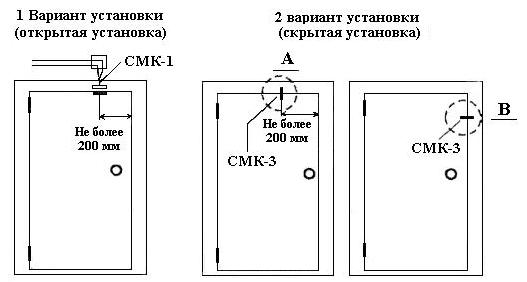 1 Вариант установки
(открытая установка)
2 вариант установки
(скрытая установка)
СМК-1
А
Не более
200 мм
Не более
200 мм
СМК-3
В
СМК-3